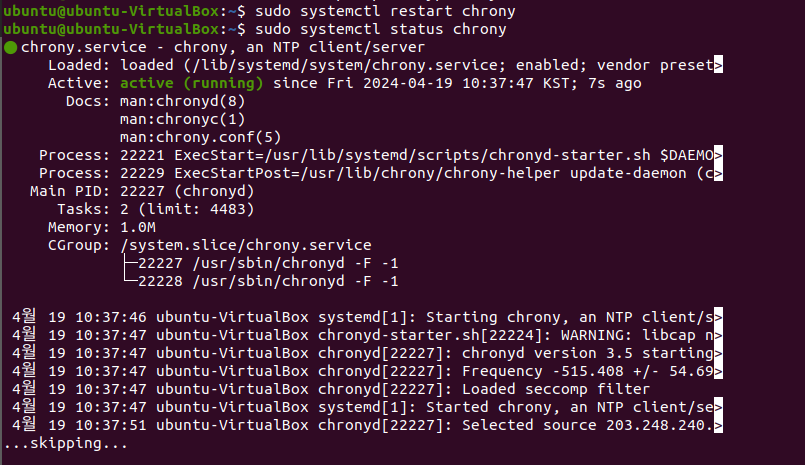 ubuntu@ubuntu-VirtualBox:~$ sudo systemctl restart chrony
ubuntu@ubuntu-VirtualBox:~$ sudo systemctl status chrony
● chrony.service - chrony, an NTP client/server
     Loaded: loaded (/lib/systemd/system/chrony.service; enabled; vendor preset>
     Active: active (running) since Fri 2024-04-19 10:37:47 KST; 7s ago
       Docs: man:chronyd(8)
             man:chronyc(1)
             man:chrony.conf(5)
    Process: 22221 ExecStart=/usr/lib/systemd/scripts/chronyd-starter.sh $DAEMO>
    Process: 22229 ExecStartPost=/usr/lib/chrony/chrony-helper update-daemon (c>
   Main PID: 22227 (chronyd)
      Tasks: 2 (limit: 4483)
     Memory: 1.0M
     CGroup: /system.slice/chrony.service
             ├─22227 /usr/sbin/chronyd -F -1
             └─22228 /usr/sbin/chronyd -F -1
 4월 19 10:37:46 ubuntu-VirtualBox systemd[1]: Starting chrony, an NTP client/s>
 4월 19 10:37:47 ubuntu-VirtualBox chronyd-starter.sh[22224]: WARNING: libcap n>
 4월 19 10:37:47 ubuntu-VirtualBox chronyd[22227]: chronyd version 3.5 starting>
 4월 19 10:37:47 ubuntu-VirtualBox chronyd[22227]: Frequency -515.408 +/- 54.69>
 4월 19 10:37:47 ubuntu-VirtualBox chronyd[22227]: Loaded seccomp filter
 4월 19 10:37:47 ubuntu-VirtualBox systemd[1]: Started chrony, an NTP client/se>
 4월 19 10:37:51 ubuntu-VirtualBox chronyd[22227]: Selected source 203.248.240.>
...skipping...